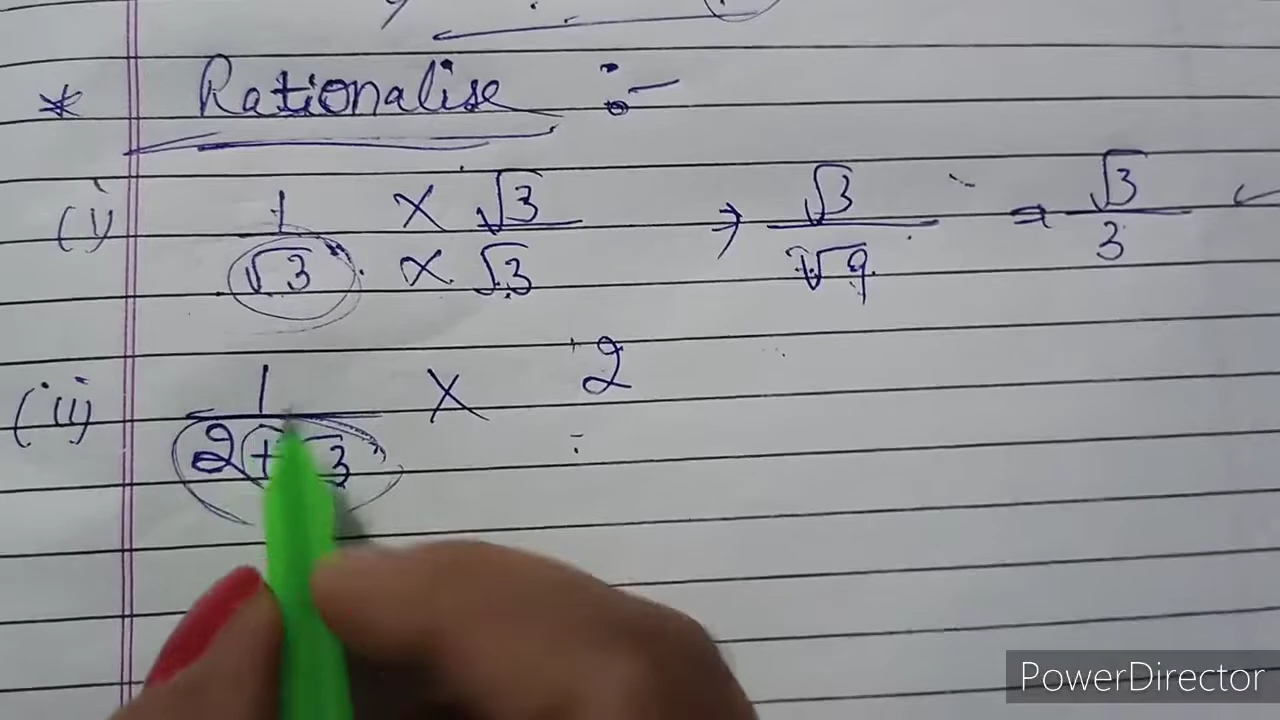 * Rationalise :-
(i) 1/√3 × √3/√3 ⇒ √3/√9 ⇒ √3/3
(ii) 1/2+√3 × 2
PowerDirector